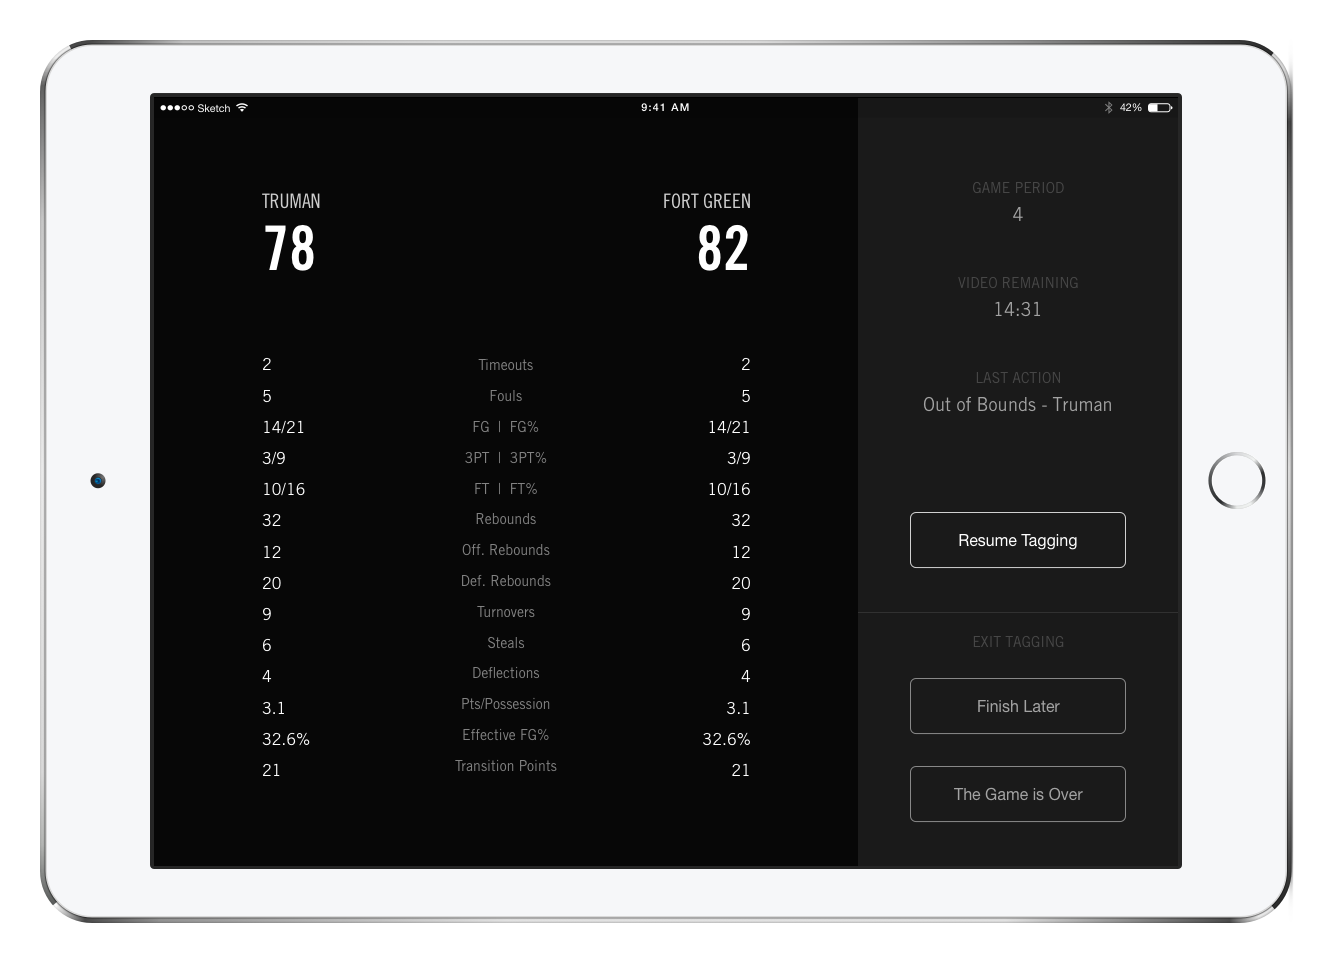 Sketch 9:41 AM 42%
TRUMAN FORT GREEN
78 82
2 Timeouts 2
5 Fouls 5
14/21 FG | FG% 14/21
3/9 3PT | 3PT% 3/9
10/16 FT | FT% 10/16
32 Rebounds 32
12 Off. Rebounds 12
20 Def. Rebounds 20
9 Turnovers 9
6 Steals 6
4 Deflections 4
3.1 Pts/Possession 3.1
32.6% Effective FG% 32.6%
21 Transition Points 21
GAME PERIOD
4
VIDEO REMAINING
14:31
LAST ACTION
Out of Bounds - Truman
Resume Tagging
EXIT TAGGING
Finish Later
The Game is Over